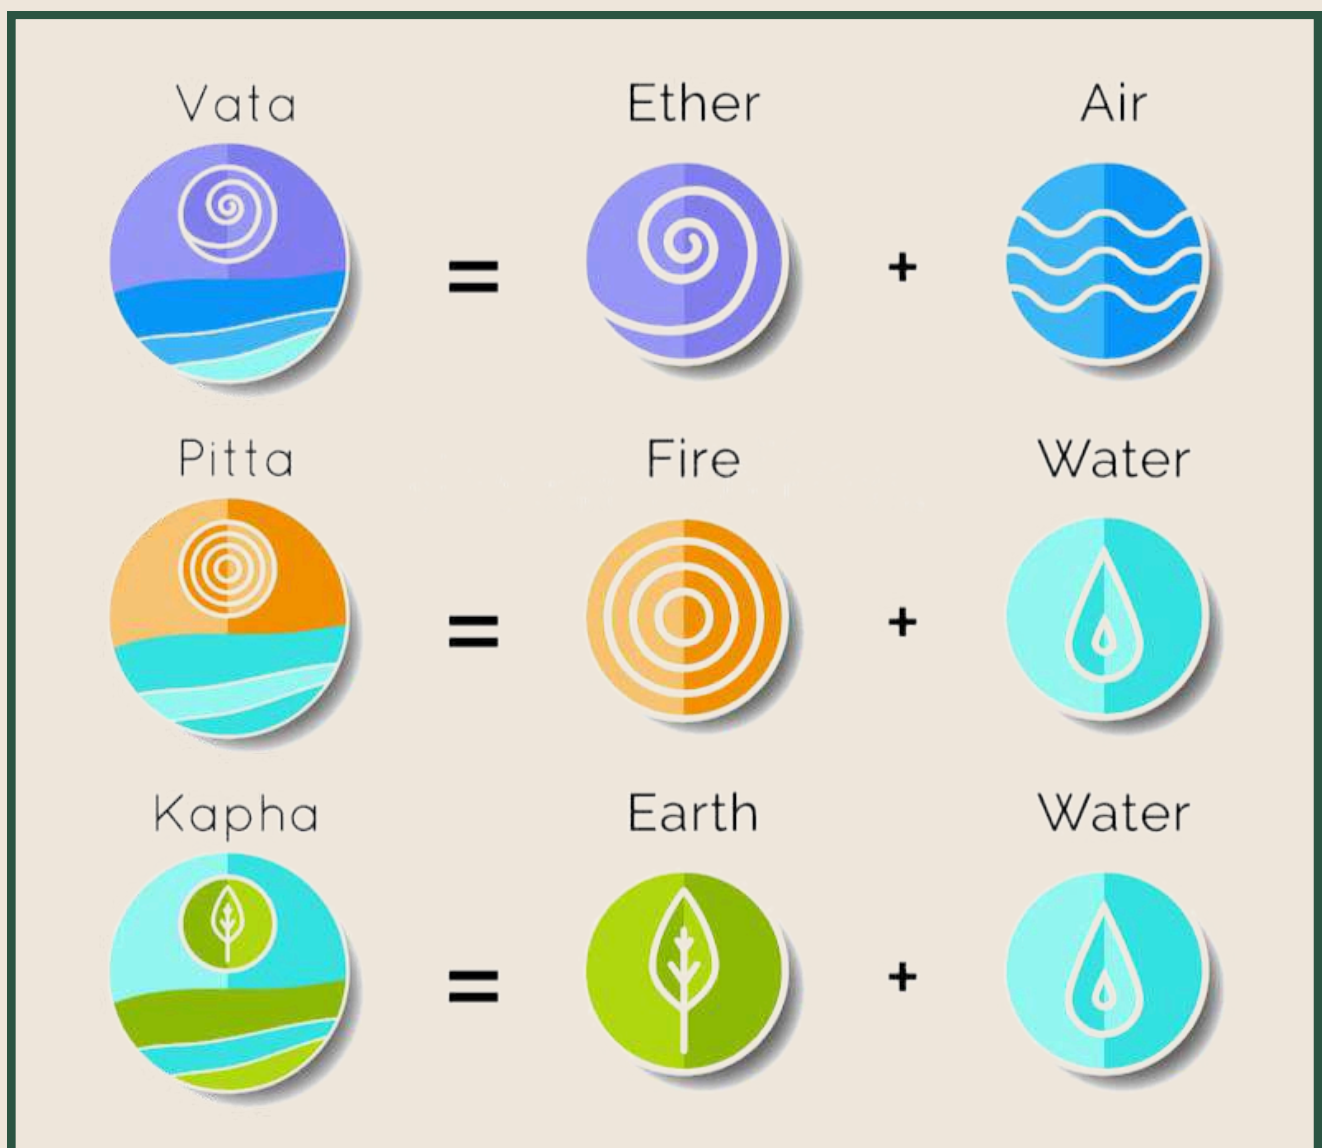 Vata Ether Air
= +
Pitta Fire Water
= +
Kapha Earth Water
= +